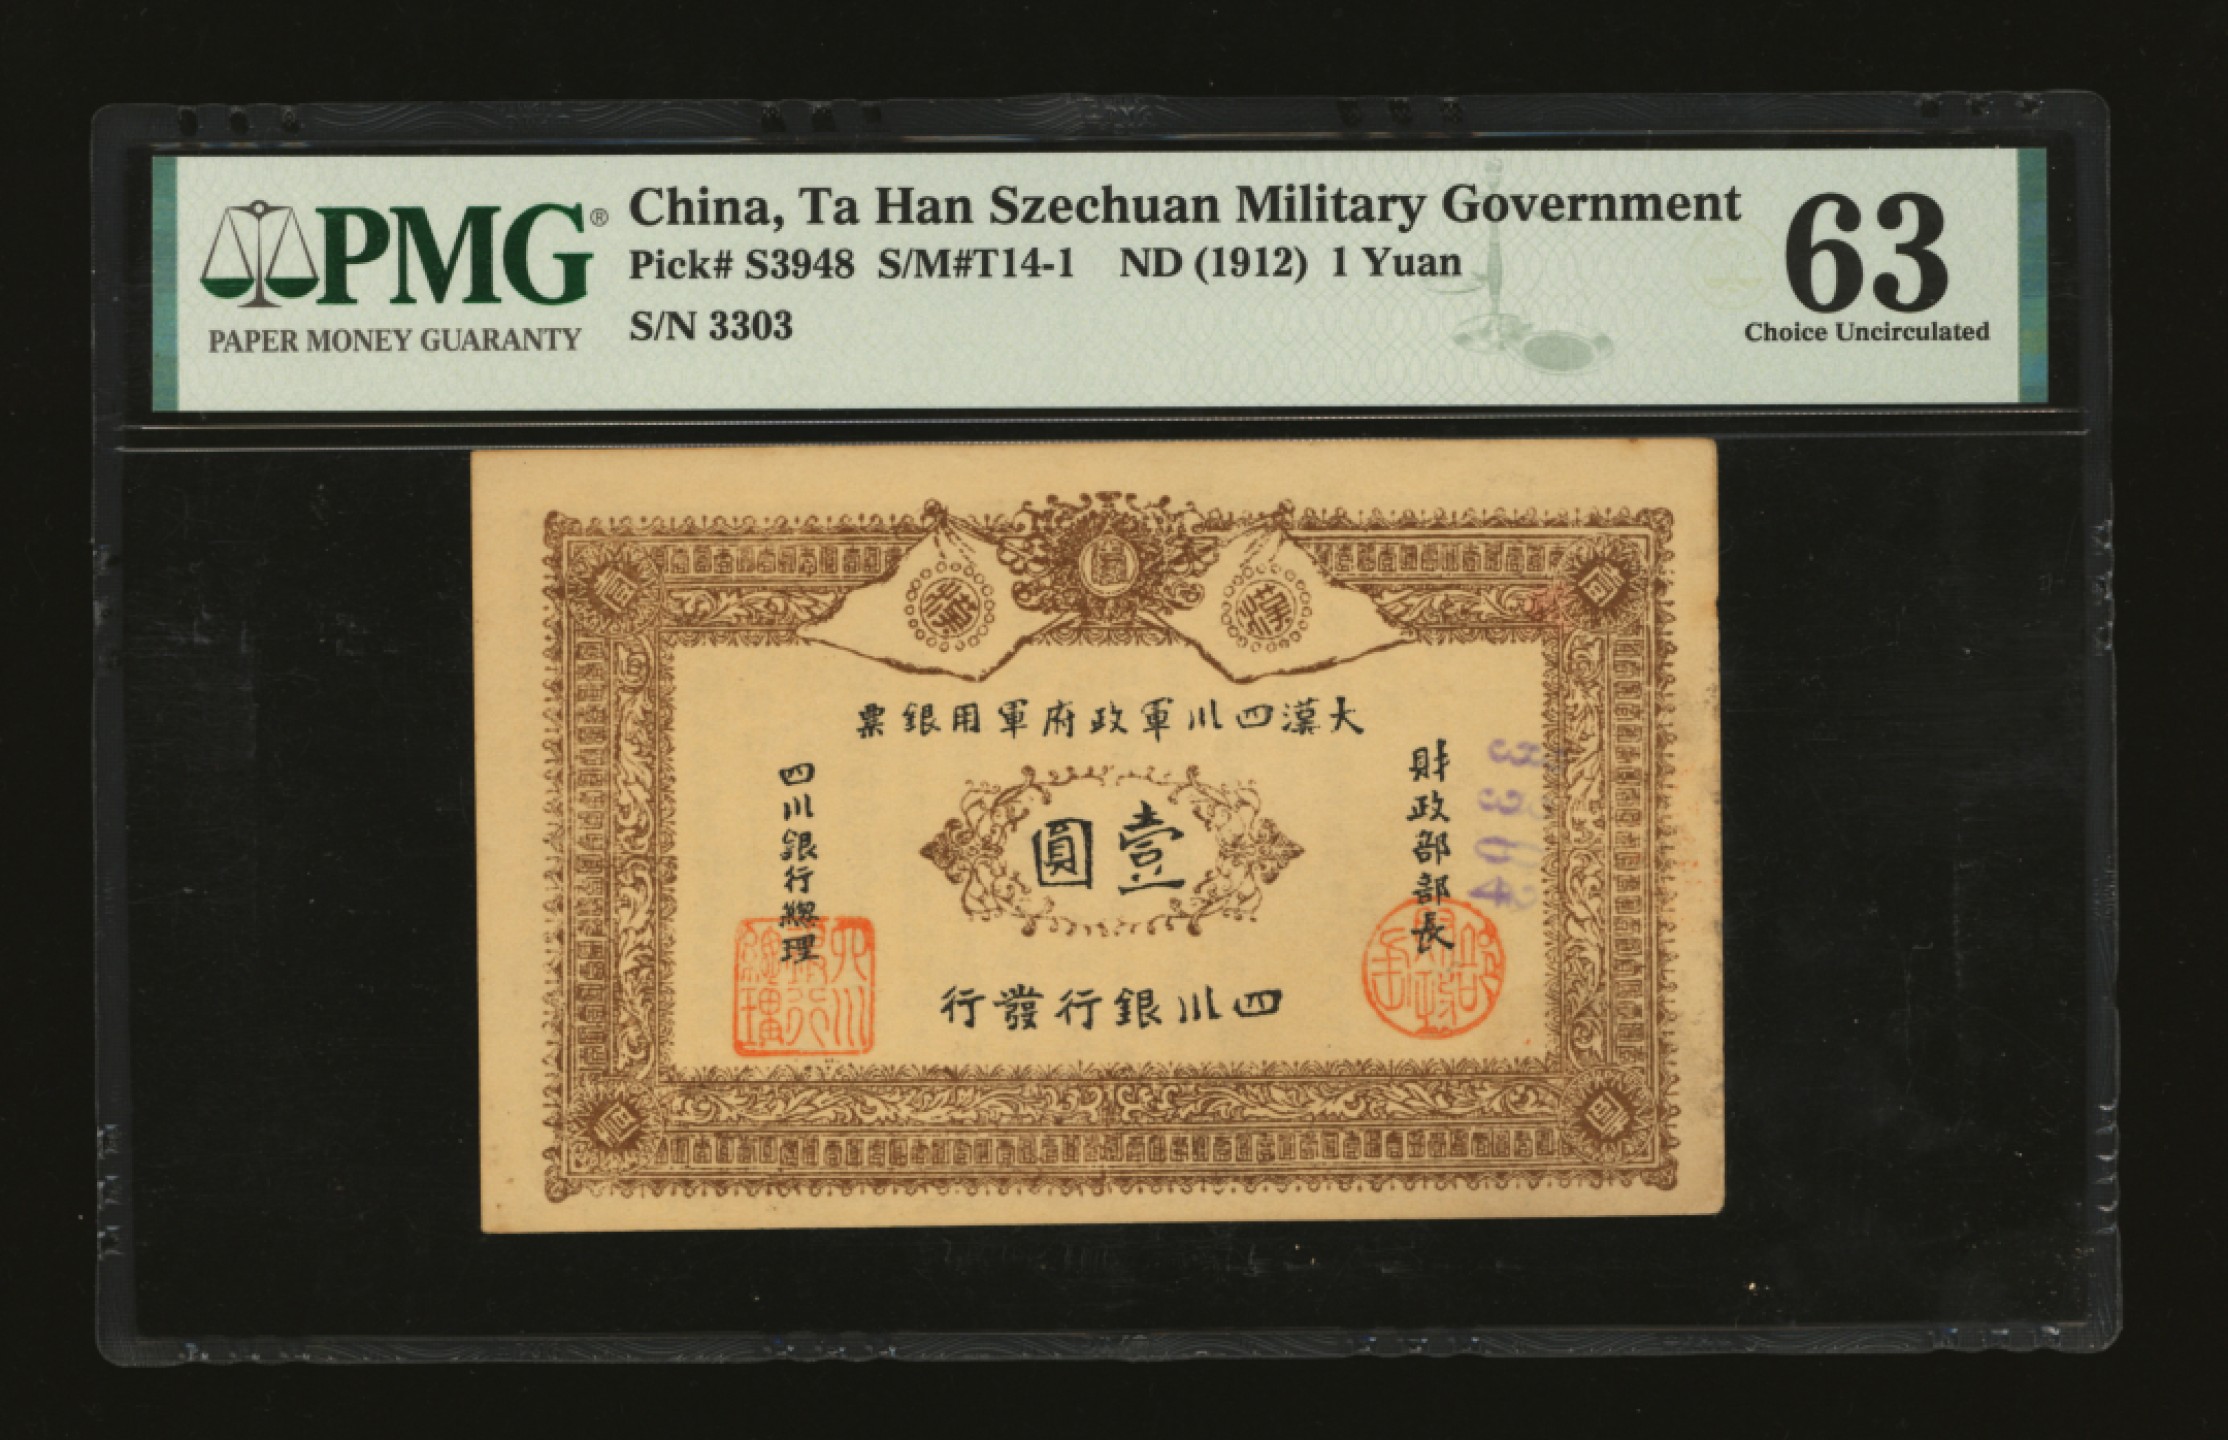 PMG®
PAPER MONEY GUARANTY
China, Ta Han Szechuan Military Government
Pick# S3948 S/M#T14-1 ND (1912) 1 Yuan
S/N 3303
63
Choice Uncirculated
漢
漢
大漢四川軍政府軍用銀票
財政部部長
壹圓
四川銀行總理
四川銀行發行